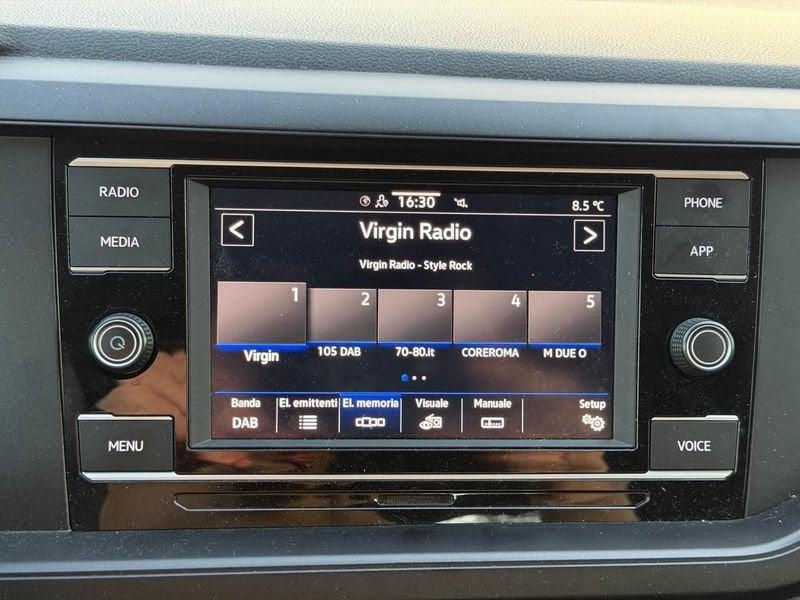 RADIO
MEDIA
MENU
16:30
8.5 °C
<
Virgin Radio
>
Virgin Radio - Style Rock
1
2
3
4
5
Virgin
105 DAB
70-80.it
COREROMA
M DUE O
Banda
El. emittenti
El. memoria
Visuale
Manuale
Setup
DAB
PHONE
APP
VOICE